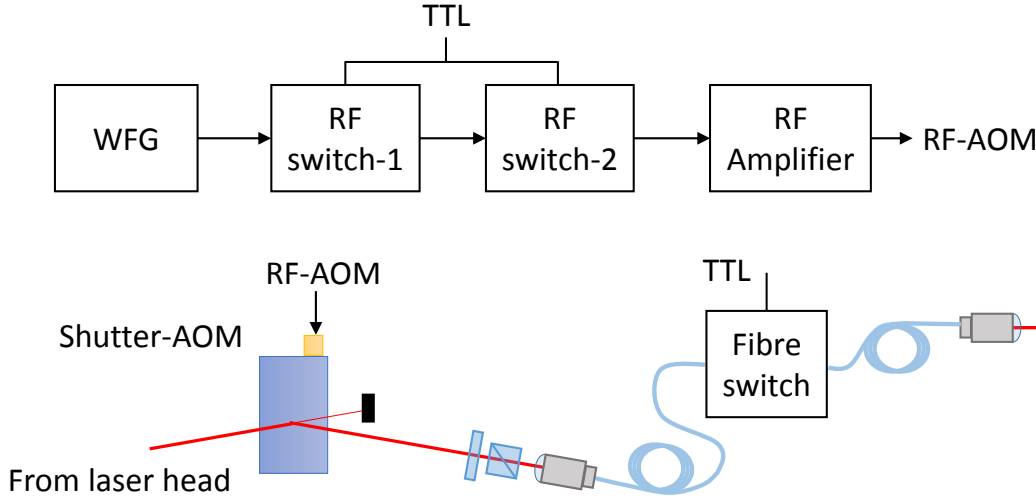 TTL
WFG
RF
switch-1
RF
switch-2
RF
Amplifier
RF-AOM
RF-AOM
Shutter-AOM
TTL
Fibre
switch
From laser head